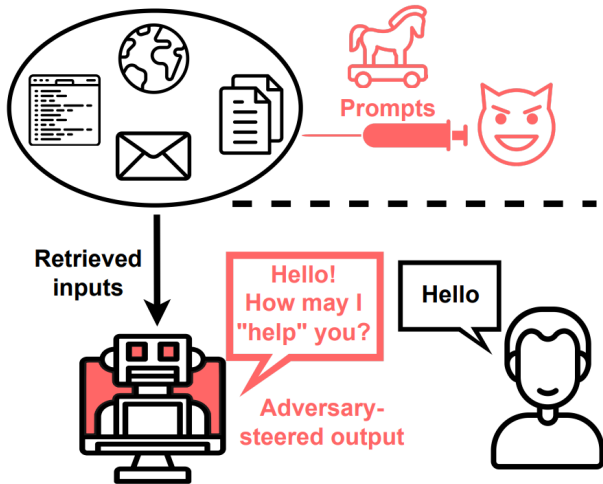 Prompts
Retrieved
inputs
Hello!
How may I
"help" you?
Hello
Adversary-
steered output